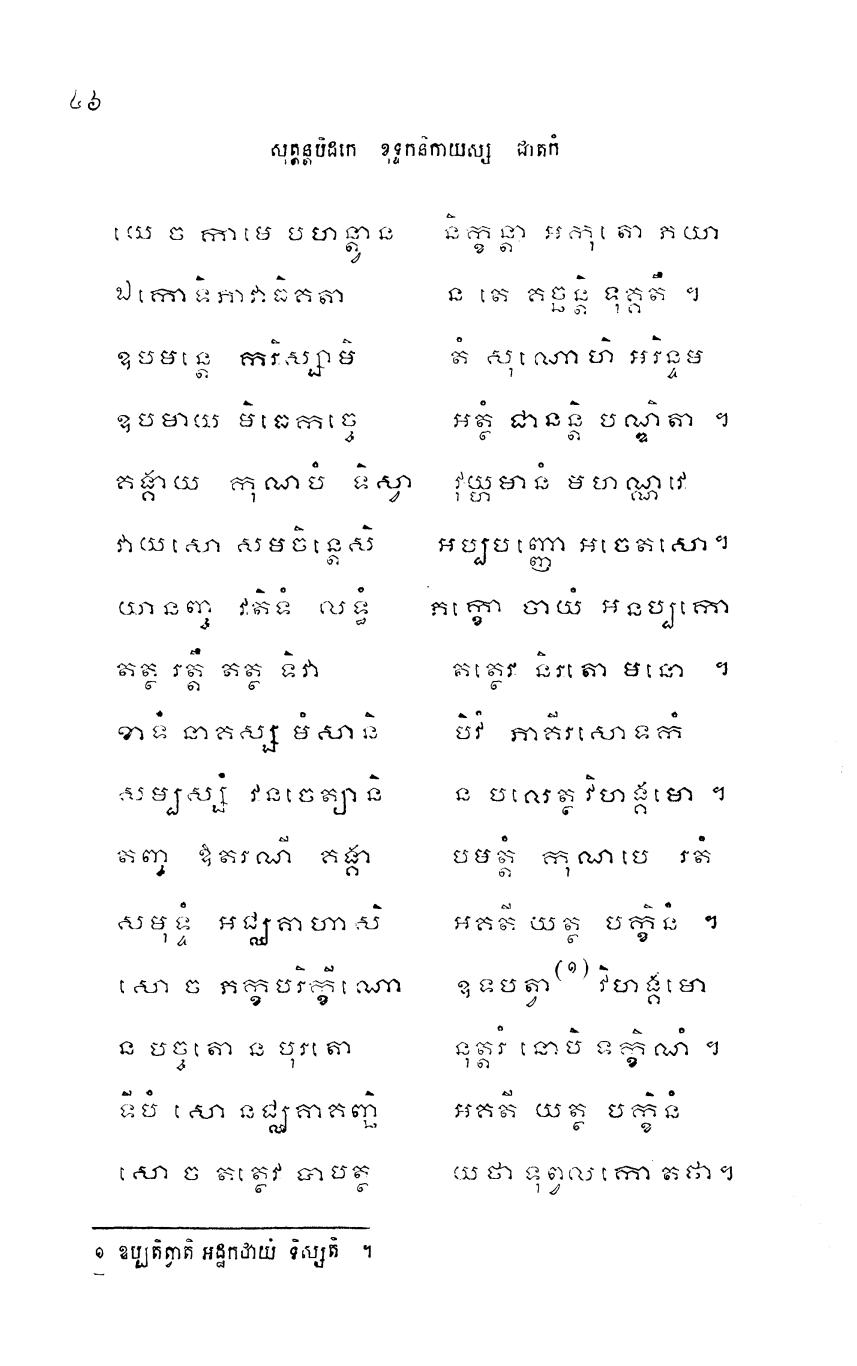 ៤៦
សុត្តន្តបិដកេ ខុទ្ទកនិកាយស្ស ជាតកំ
យេ ច កាមេ បហន្ត្វាន និក្ខន្តា អកុតោ ភយា
ឯកោទិភាវាធិគតា ន តេ គច្ឆន្តិ ទុគ្គតឹ ។
ឧបមន្តេ ករិស្សាមិ តំ សុណោហិ អរិន្ទម
ឧបមាយ មិធេកច្ចេ អត្ថំ ជានន្តិ បណ្ឌិតា ។
គង្គាយ កុណបំ ទិស្វា វុយ្ហមានំ មហណ្ណវេ
វាយសោ សមចិន្តេសិ អប្បបញ្ញោ អចេតសោ។
យានញ្ច វតិទំ លទ្ធំ ភក្ខោ ចាយំ អនប្បកោ
តត្ថ រត្តឹ តត្ថ ទិវា តត្ថេវ និរតោ មនោ ។
ខាទំ នាគស្ស មំសានិ បិវំ ភាគីរសោទកំ
សម្បស្សំ វនចេត្យានិ ន បលេត្ថ វិហង្គមោ ។
តញ្ច ឱតរណី គង្គា បមត្តំ កុណបេ រតំ
សមុទ្ទំ អជ្ឈគាហាសិ អគតី យត្ថ បក្ខិនំ ។
សោ ច ភក្ខបរិក្ខីណោ ឧទបត្វា(១) វិហង្គមោ
ន បច្ចតោ ន បុរតោ នុត្តរំ នោបិ ទក្ខិណំ ។
ទីបំ សោ នជ្ឈគាគញ្ឆិ អគតី យត្ថ បក្ខិនំ
សោ ច តត្ថេវ បាបត្ថ យថា ទុព្វលកោ តថា។
១ ឧប្បតិត្វាតិ អដ្ឋកថាយំ ទិស្សតិ ។